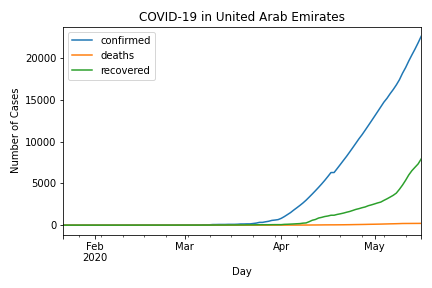 COVID-19 in United Arab Emirates
confirmed
deaths
recovered
20000
15000
10000
5000
0
Number of Cases
Feb
2020
Mar
Apr
May
Day